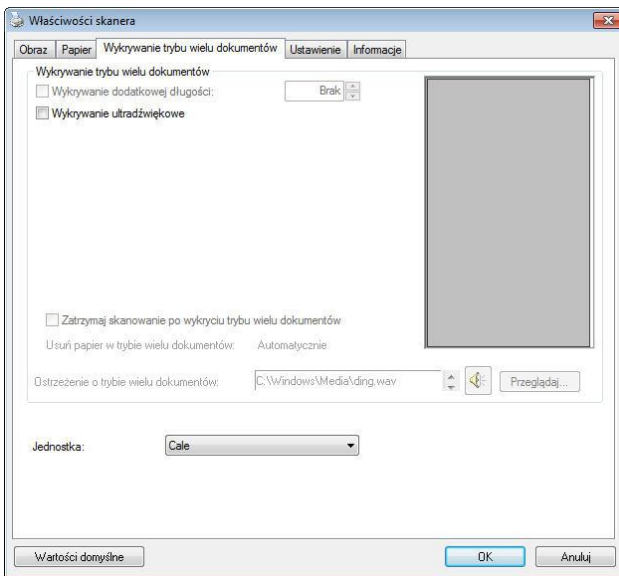 Właściwości skanera
Obraz Papier Wykrywanie trybu wielu dokumentów Ustawienie Informacje
Wykrywanie trybu wielu dokumentów
Wykrywanie dodatkowej długości: Brak
Wykrywanie ultradźwiękowe
Zatrzymaj skanowanie po wykryciu trybu wielu dokumentów
Usuń papier w trybie wielu dokumentów: Automatycznie
Ostrzeżenie o trybie wielu dokumentów: C:\Windows\Media\ding.wav Przeglądaj...
Jednostka: Cale
Wartości domyślne OK Anuluj